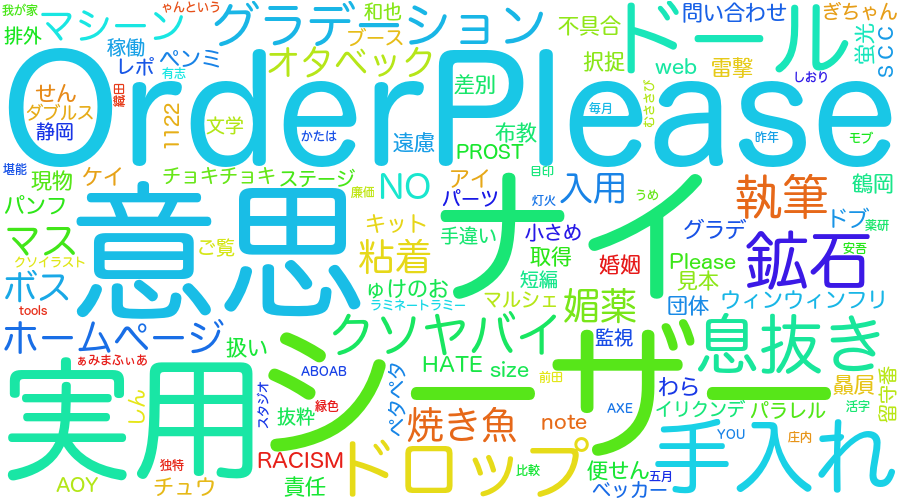 我が家
ゃんという
和也
不具合
問い合わせ
ぎちゃん
排外
マシーン
グラデーション
ブース
ドール
蛍光
SCC
稼働
ペンミ
レポ
有志
オタベック
択捉
web
雷撃
しおり
せん
田螺
差別
OrderPlease
ダブルス
静岡
1122
文学
かたは
遠慮
布教
毎月
むささび
昨年
モブ
堪能
現物
ケイ
チョキチョキ
ステージ
廉価
NO
PROST
アイ
目印
灯火
入用
うめ
執筆
鶴岡
パンフ
意思
キット
パーツ
ナイ
グラデ
ドブ
薬研
マス
クソイラスト
ご覧
粘着
手違い
小さめ
取得
婚姻
Please
見本
鉱石
安吾
ボス
tools
ゅけのお
ラミネートラミー
短編
マルシェ
媚薬
団体
ウィンウィンフリ
ホームページ
扱い
クソヤバイ
監視
息抜き
ぁみまふぃあ
ABOAB
ペタペタ
HATE
size
前田
シーザー
わら
贔屓
留守番
実用
しん
スタジオ
抜粋
緑色
焼き魚
note
AXE
イリクンデ
パラレル
活字
YOU
庄内
手入れ
AOY
独特
チュウ
RACISM
責任
ドロップ
比較
便せん
五月
ベッカー